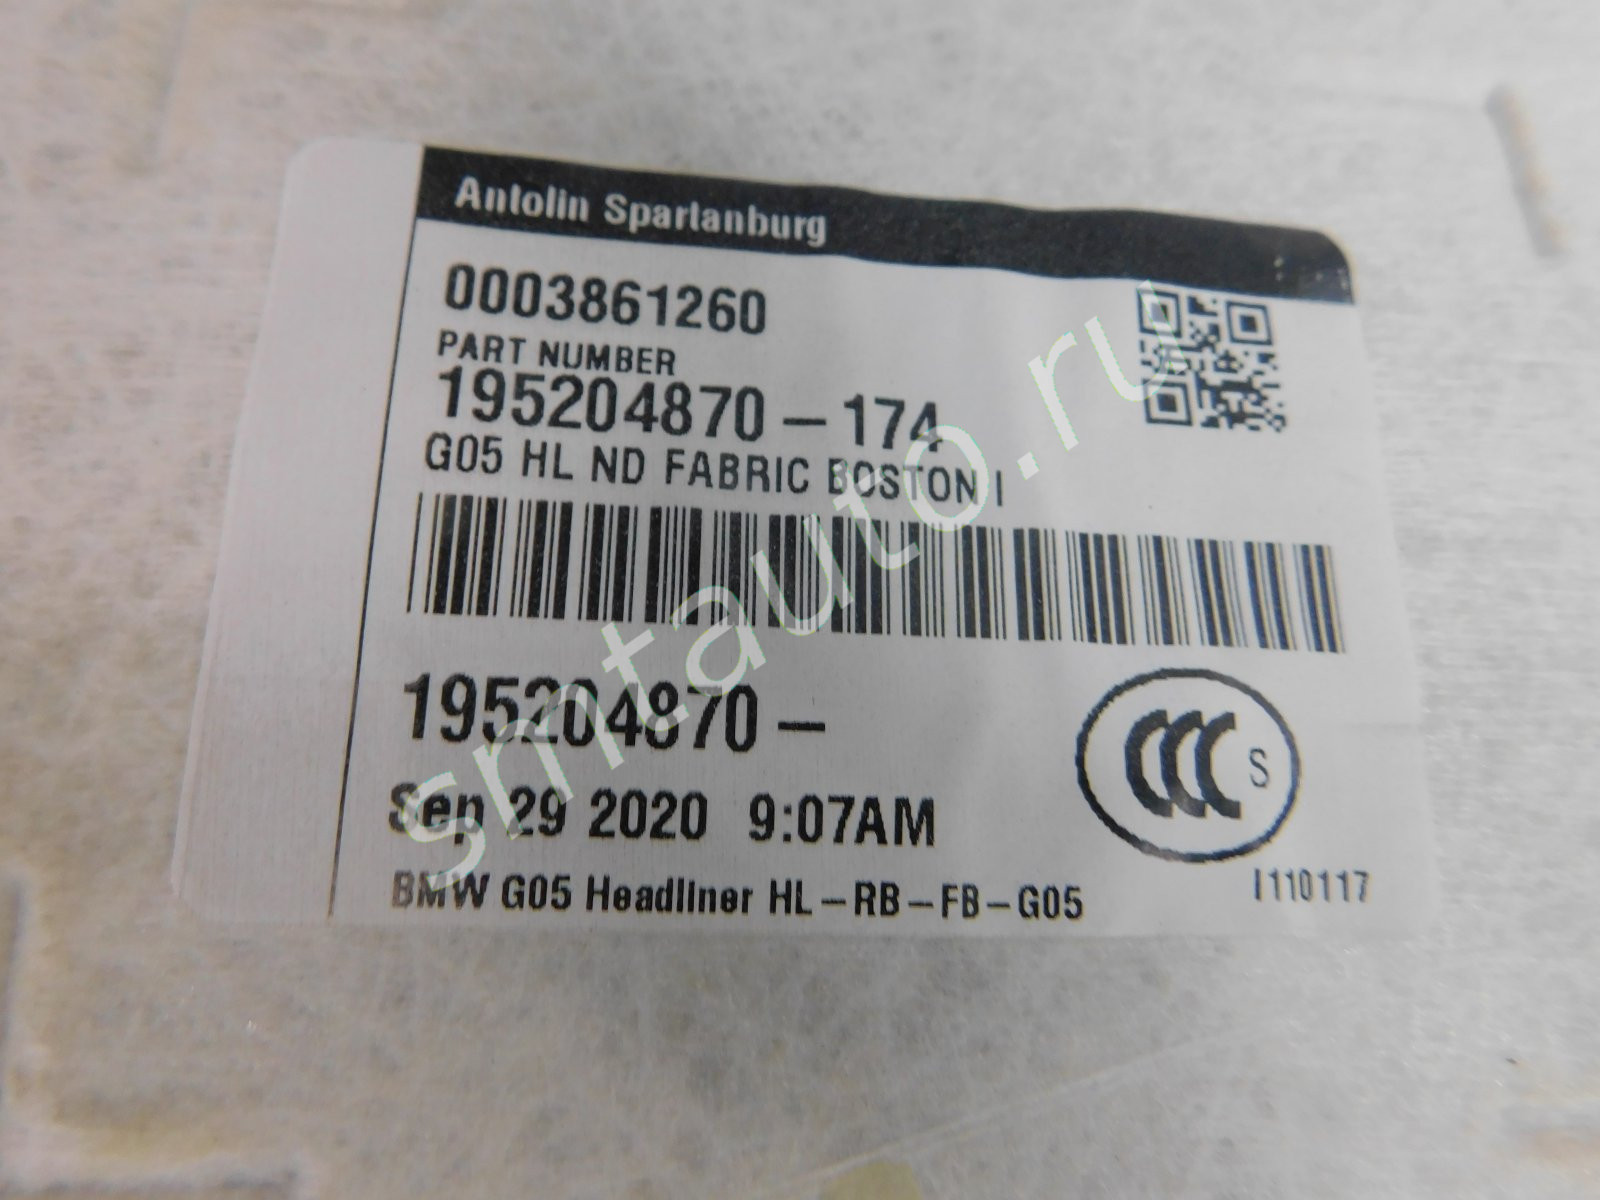 Antolin Spartanburg
0003861260
PART NUMBER
195204870-174
G05 HL ND FABRIC BOSTON I
195204870-
CCC S
Sep 29 2020 9:07AM
I110117
BMW G05 Headliner HL-RB-FB-G05
smtauto.ru